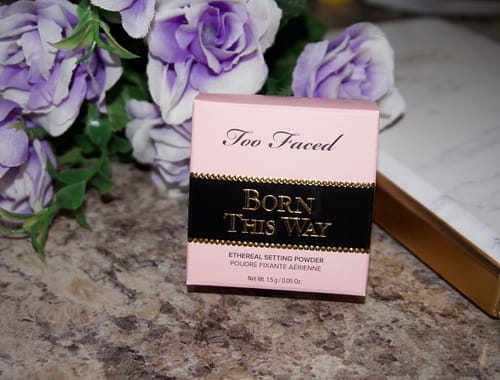 Too Faced
BORN
THIS WAY
ETHEREAL SETTING POWDER
POUDRE FIXANTE AÉRIENNE
Net Wt. 1.5 g / 0.05 Oz.